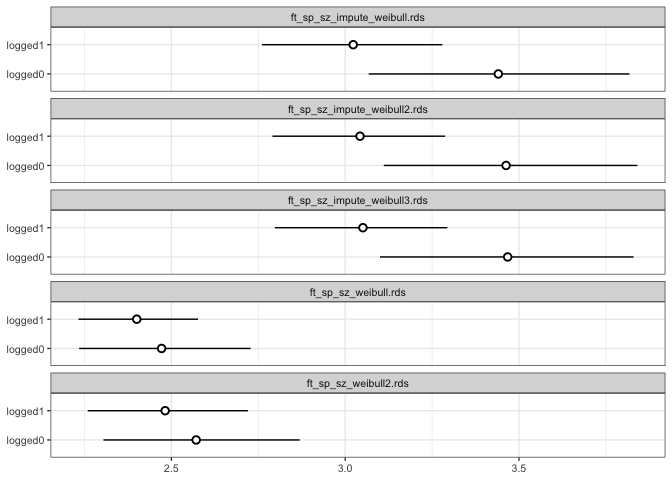 ft_sp_sz_impute_weibull.rds
logged1
logged0
ft_sp_sz_impute_weibull2.rds
logged1
logged0
ft_sp_sz_impute_weibull3.rds
logged1
logged0
ft_sp_sz_weibull.rds
logged1
logged0
ft_sp_sz_weibull2.rds
logged1
logged0
2.5 3.0 3.5